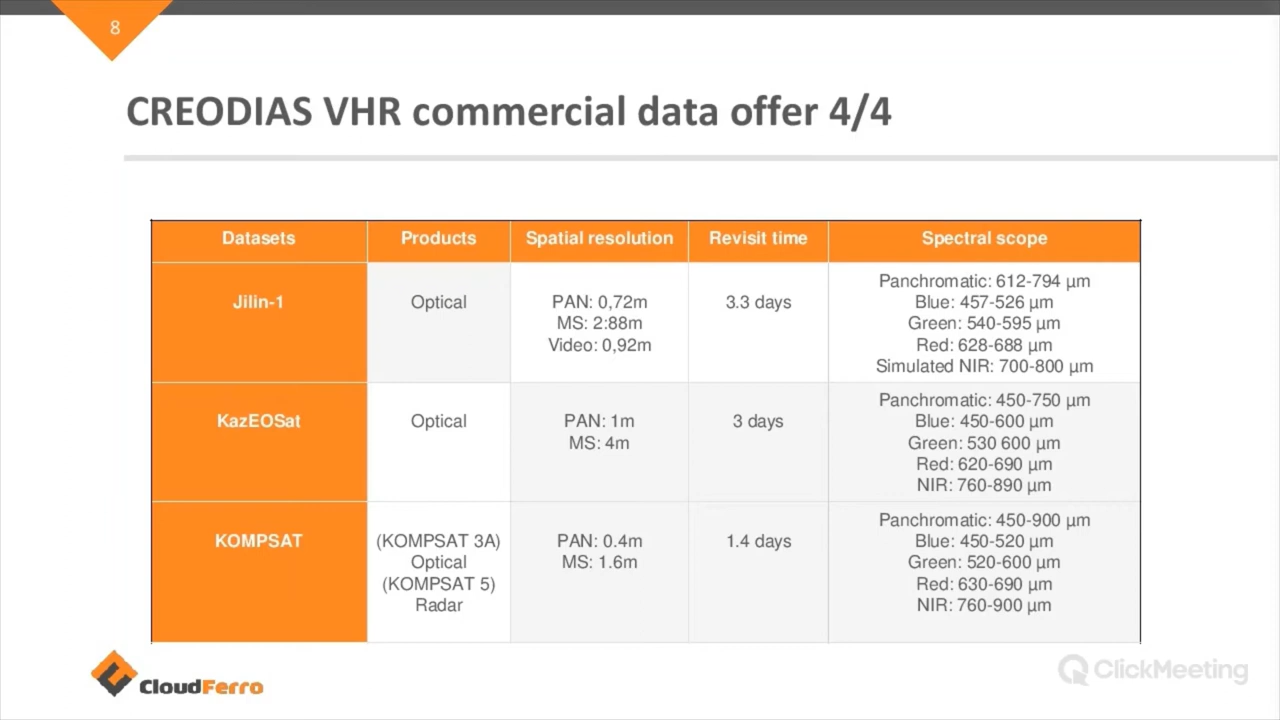 8
CREODIAS VHR commercial data offer 4/4
Datasets Products Spatial resolution Revisit time Spectral scope
Jilin-1
Optical
PAN: 0,72m
MS: 2:88m
Video: 0,92m
3.3 days
Panchromatic: 612-794 µm
Blue: 457-526 µm
Green: 540-595 µm
Red: 628-688 µm
Simulated NIR: 700-800 µm
KazEOSat
Optical
PAN: 1m
MS: 4m
3 days
Panchromatic: 450-750 µm
Blue: 450-600 µm
Green: 530 600 µm
Red: 620-690 µm
NIR: 760-890 µm
KOMPSAT
(KOMPSAT 3A)
Optical
(KOMPSAT 5)
Radar
PAN: 0.4m
MS: 1.6m
1.4 days
Panchromatic: 450-900 µm
Blue: 450-520 µm
Green: 520-600 µm
Red: 630-690 µm
NIR: 760-900 µm
CloudFerro
ClickMeeting